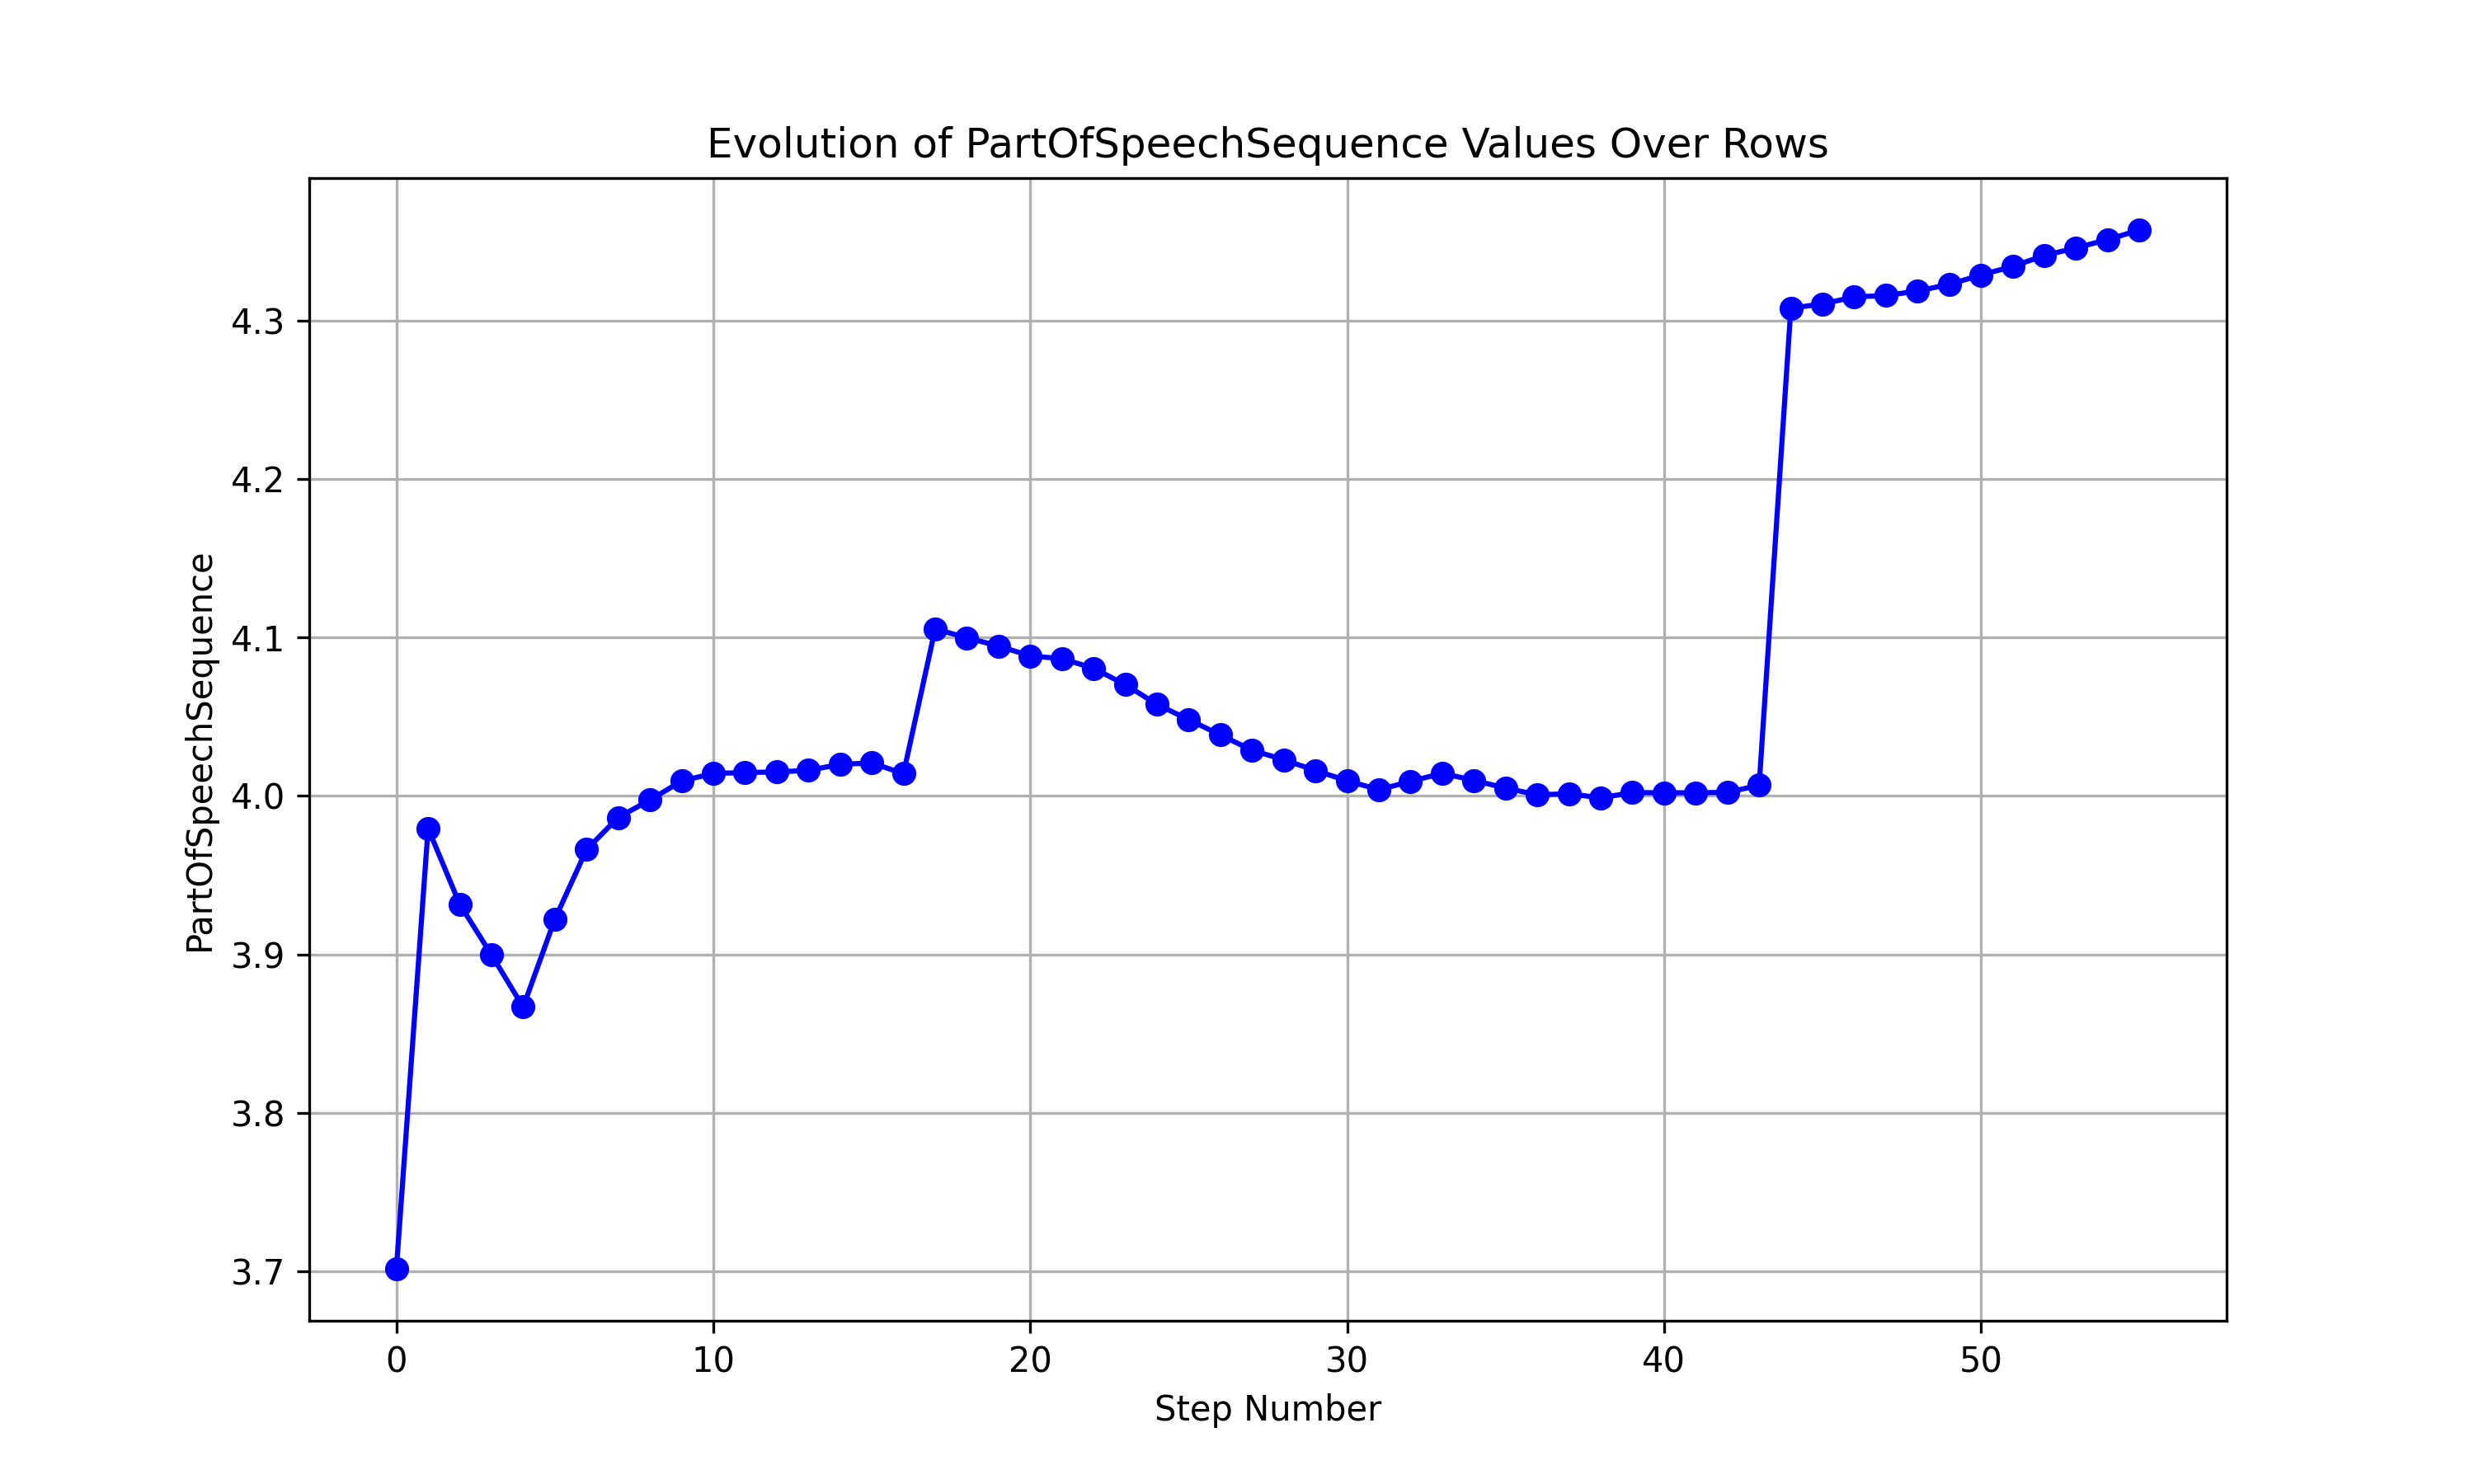 Evolution of PartOfSpeechSequence Values Over Rows
PartOfSpeechSequence
4.3
4.2
4.1
4.0
3.9
3.8
3.7
0 10 20 30 40 50
Step Number